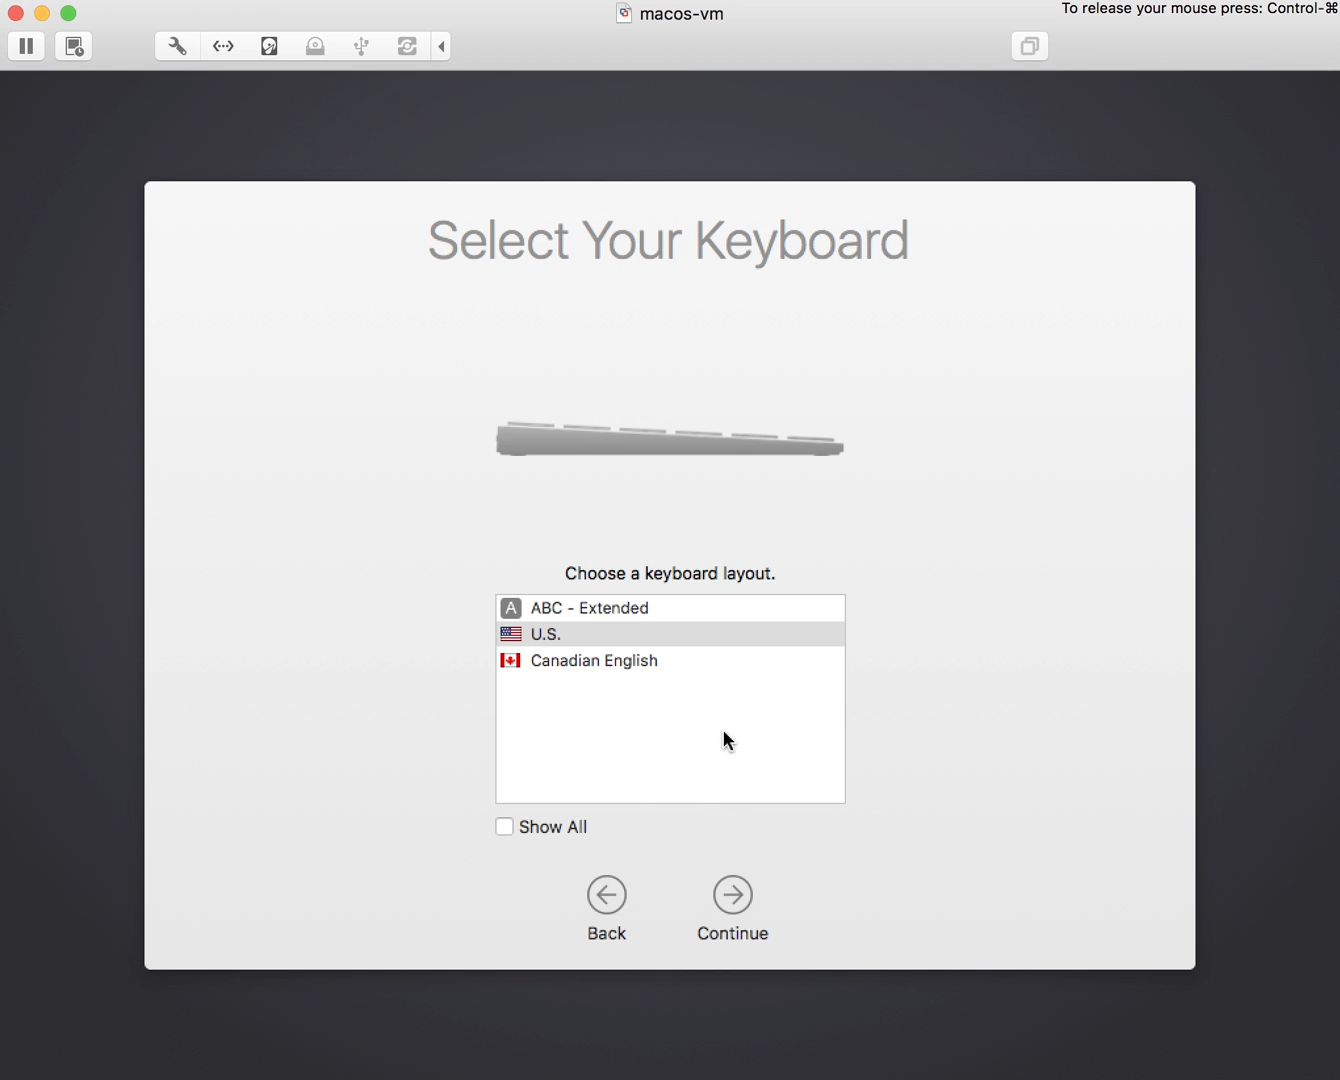 macos-vm
To release your mouse press: Control-⌘
Select Your Keyboard
Choose a keyboard layout.
A ABC - Extended
U.S.
Canadian English
Show All
Back
Continue